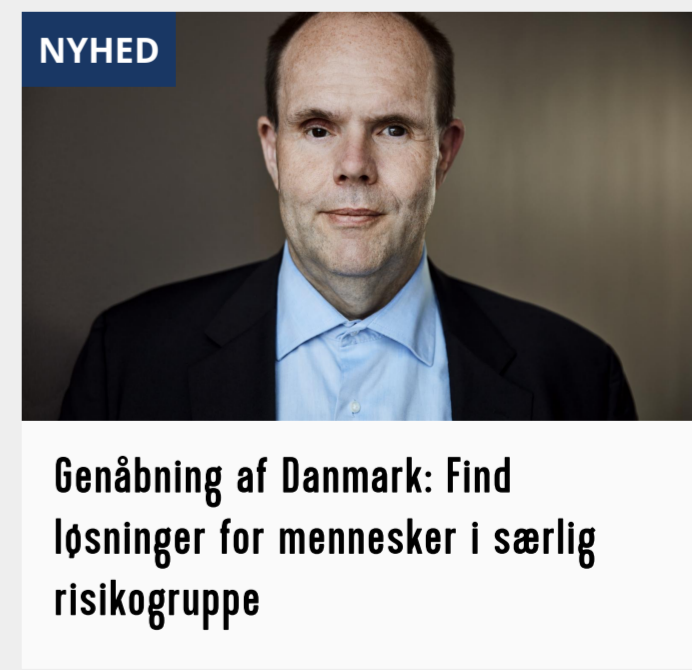 NYHED
Genåbning af Danmark: Find
løsninger for mennesker i særlig
risikogruppe